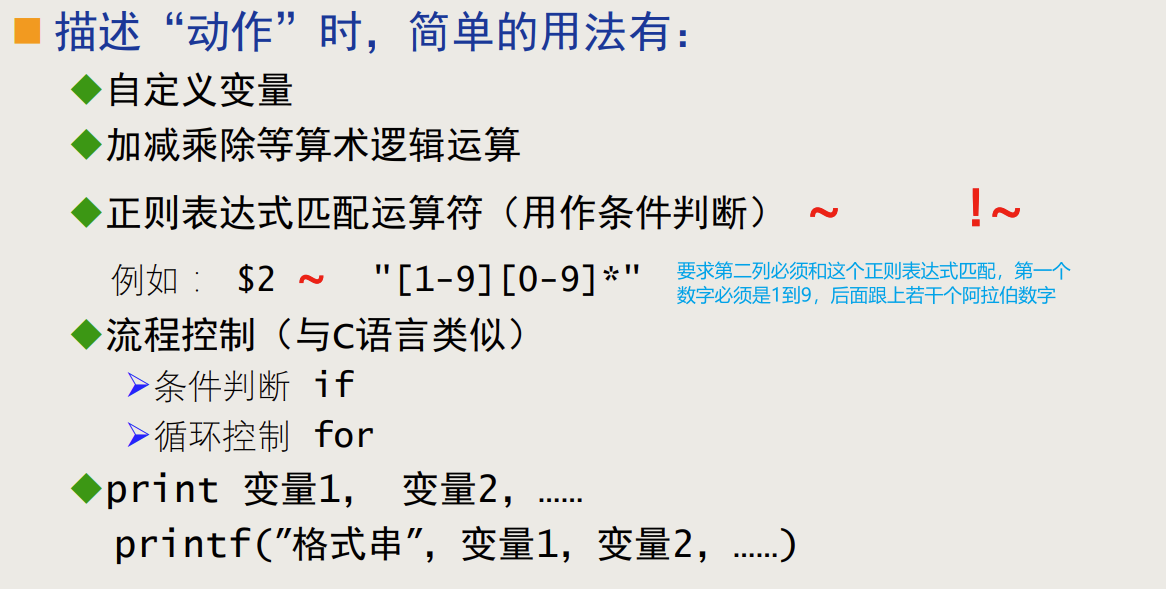 描述“动作”时，简单的用法有：
自定义变量
加减乘除等算术逻辑运算
正则表达式匹配运算符（用作条件判断） ~ !~
例如： $2 ~ "[1-9][0-9]*" 要求第二列必须和这个正则表达式匹配，第一个
数字必须是1到9，后面跟上若干个阿拉伯数字
流程控制（与C语言类似）
条件判断 if
循环控制 for
print 变量1， 变量2，……
printf(″格式串″，变量1，变量2，……)